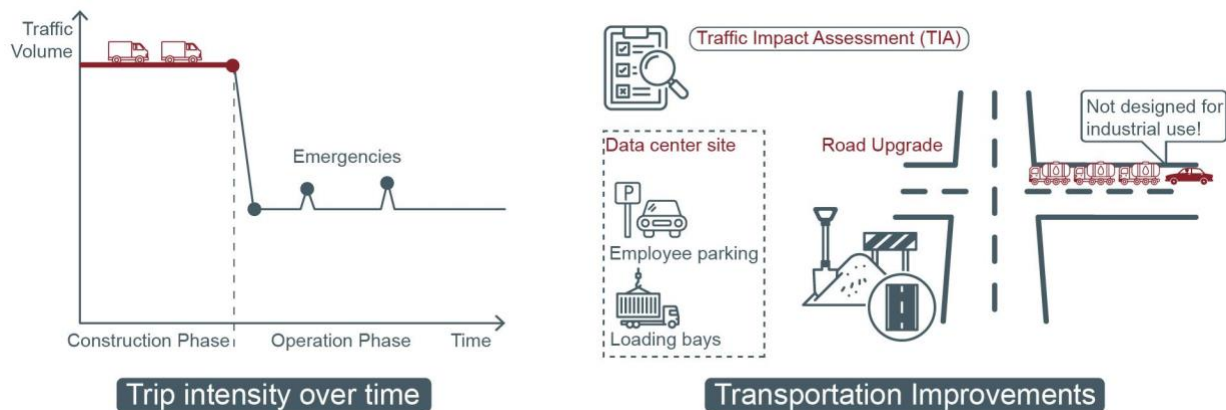 Traffic
Volume
Emergencies
Construction Phase
Operation Phase
Time
Trip intensity over time
Traffic Impact Assessment (TIA)
Data center site
P
Employee parking
Loading bays
Road Upgrade
Not designed for
industrial use!
Transportation Improvements